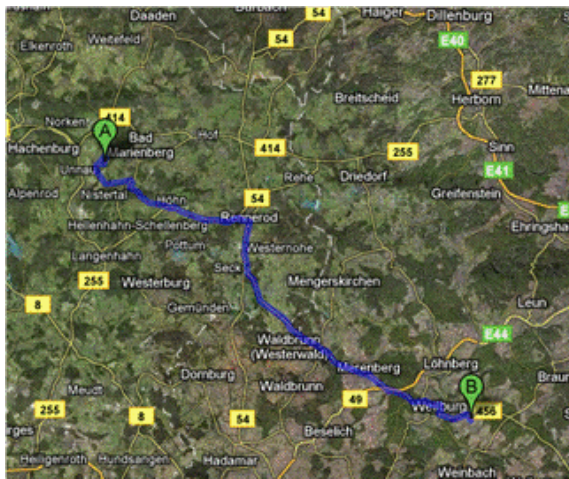 Daaden
Burbach
Haiger
Dillenburg
Weitefeld
54
E40
Elkenroth
54
277
Breitscheid
Mittena
Herborn
414
Norken
A
Bad
Marienberg
Hof
Sinn
Hachenburg
414
255
Unnau
E41
Rehe
Driedorf
Alpenrod
Nistertal
54
Greifenstein
Höhn
Rennerod
E
Hellenhahn-Schellenberg
Ehringsha
Pottum
Westernohe
Langenhahn
Seck
255
Westerburg
Mengerskirchen
8
Gemünden
Leun
E44
Waldbrunn
(Westerwald)
Merenberg
Löhnberg
Dornburg
Waldbrunn
B
Braun
Meudt
49
Weilburg
456
255
8
54
irges
Beselich
Heiligenroth
Hundsangen
Hadamar
Weinbach